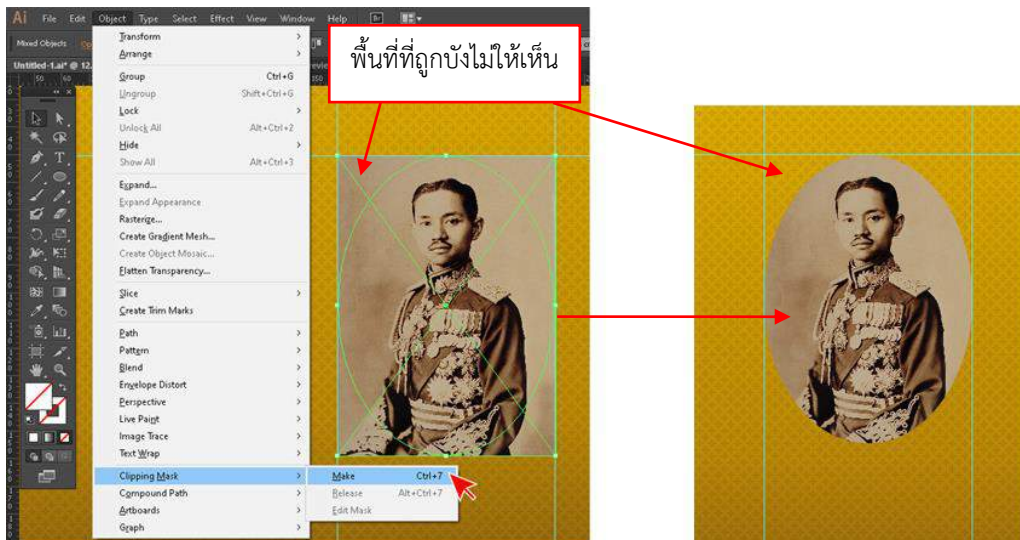 Ai File Edit Object Type Select Effect View Window Help Br
Mixed Objects
Untitled-1.ai* @ 12.
พื้นที่ที่ถูกบังไม่ให้เห็น
Transform
Arrange
Group Ctrl+G
Ungroup Shift+Ctrl+G
Lock
Unlock All Alt+Ctrl+2
Hide
Show All Alt+Ctrl+3
Expand...
Expand Appearance
Rasterize...
Create Gradient Mesh...
Create Object Mosaic...
Flatten Transparency...
Slice
Create Trim Marks
Path
Pattern
Blend
Envelope Distort
Perspective
Live Paint
Image Trace
Text Wrap
Clipping Mask
Make Ctrl+7
Compound Path
Release Alt+Ctrl+7
Artboards
Edit Mask
Graph